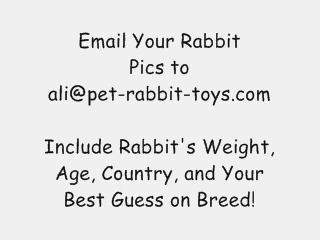 Email Your Rabbit
Pics to
ali@pet-rabbit-toys.com
Include Rabbit's Weight,
Age, Country, and Your
Best Guess on Breed!